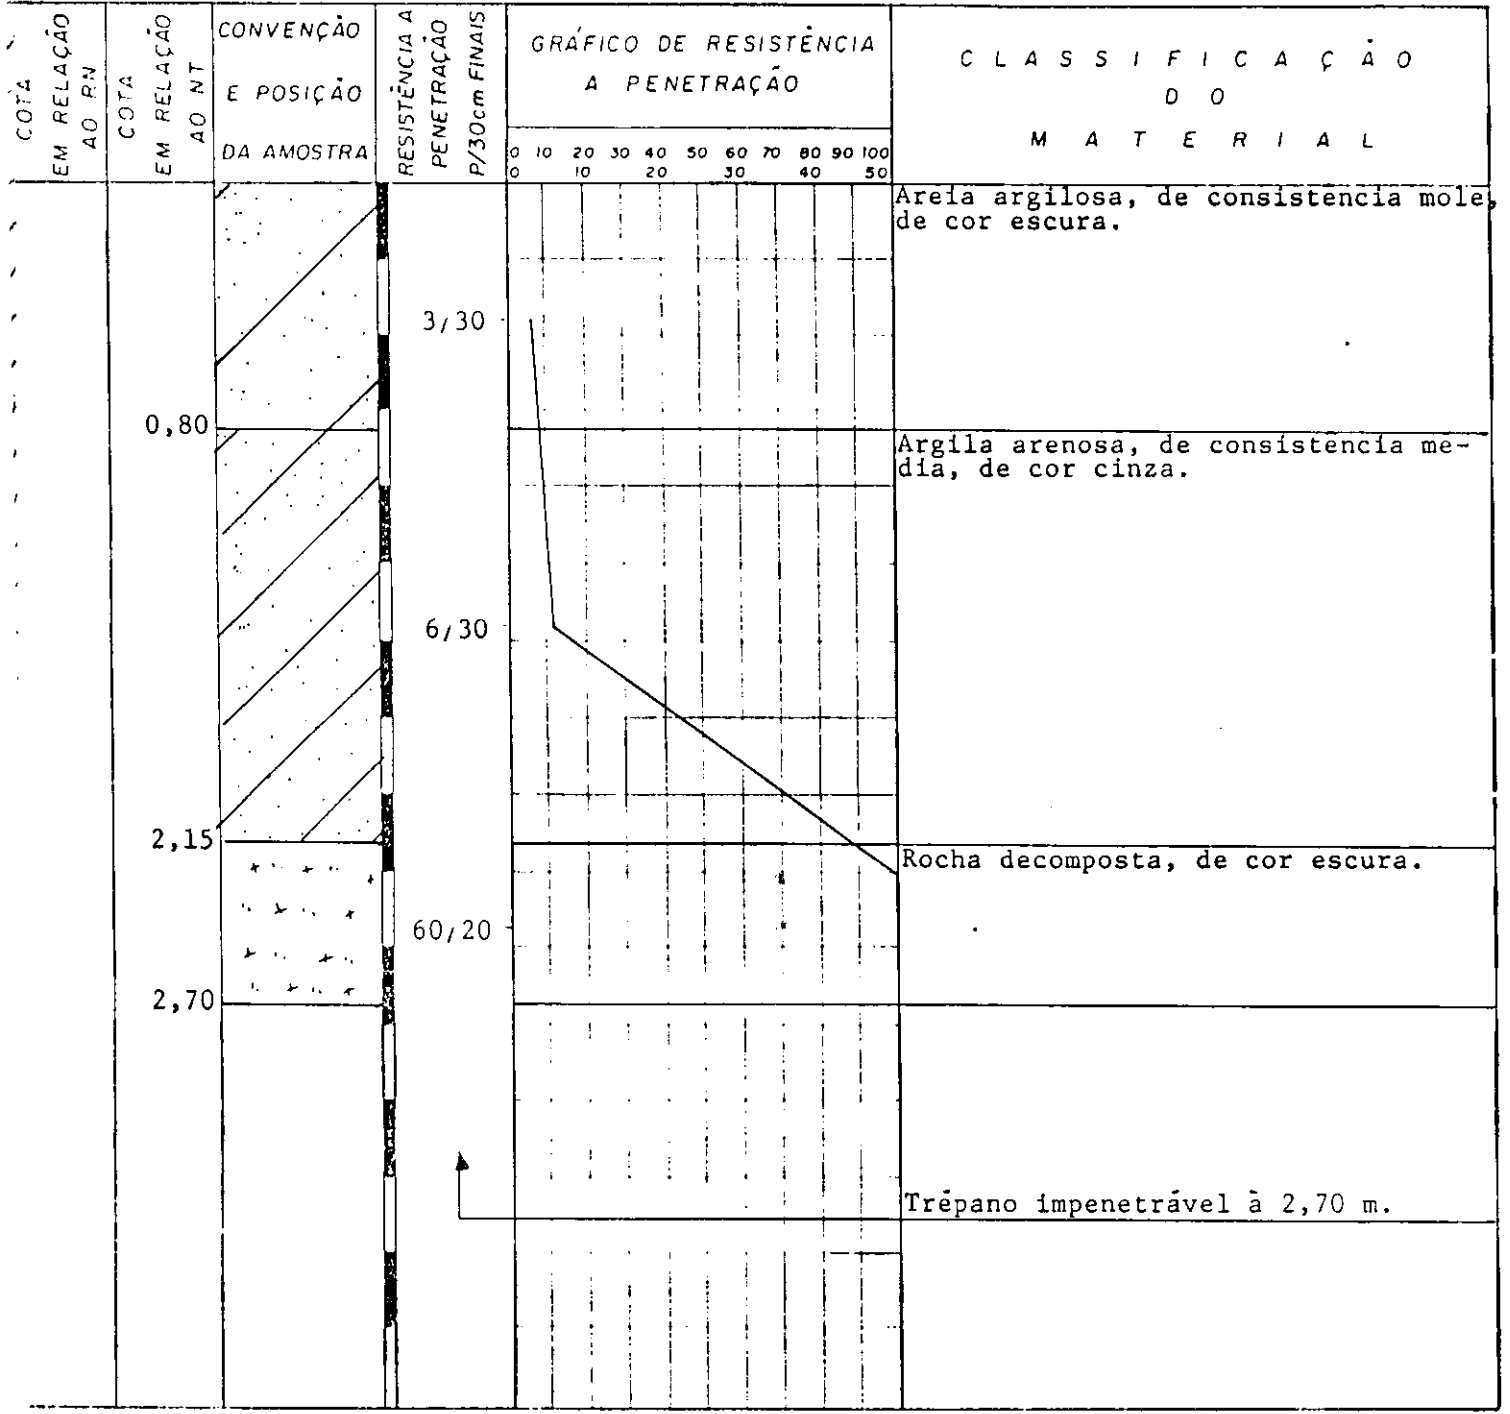 COTA
EM RELAÇÃO
AO RN
COTA
EM RELAÇÃO
AO NT
CONVENÇÃO
E POSIÇÃO
DA AMOSTRA
RESISTÊNCIA A
PENETRAÇÃO
P/30cm FINAIS
GRÁFICO DE RESISTÊNCIA
A PENETRAÇÃO
0 10 20 30 40 50 60 70 80 90 100
0 10 20 30 40 50
CLASSIFICAÇÃO
DO
MATERIAL
Areia argilosa, de consistência mole,
de cor escura.
3/30
0,80
Argila arenosa, de consistência mé-
dia, de cor cinza.
6/30
2,15
Rocha decomposta, de cor escura.
60/20
2,70
Trépano impenetrável à 2,70 m.